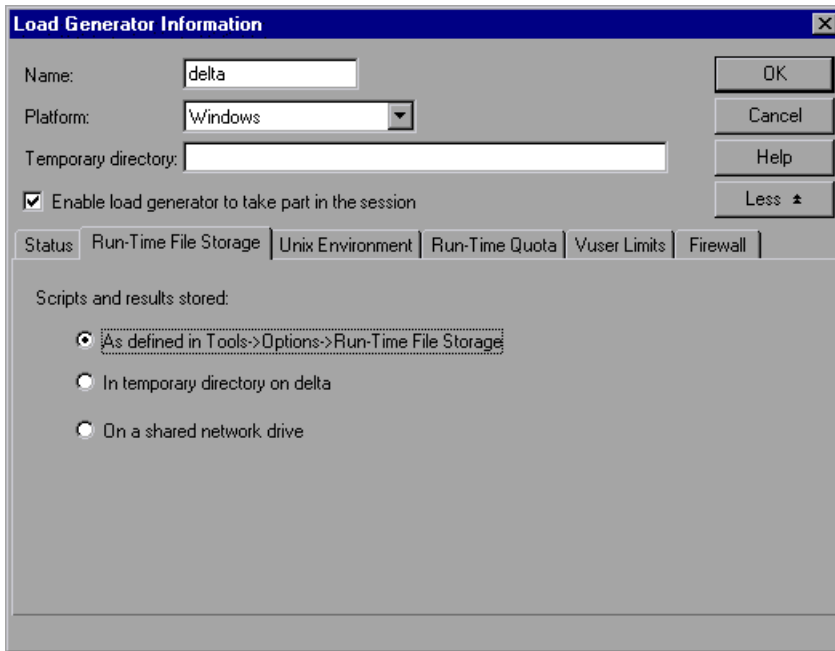 Load Generator Information
Name: delta OK
Platform: Windows Cancel
Temporary directory: Help
Enable load generator to take part in the session Less
Status Run-Time File Storage Unix Environment Run-Time Quota Vuser Limits Firewall
Scripts and results stored:
As defined in Tools->Options->Run-Time File Storage
In temporary directory on delta
On a shared network drive